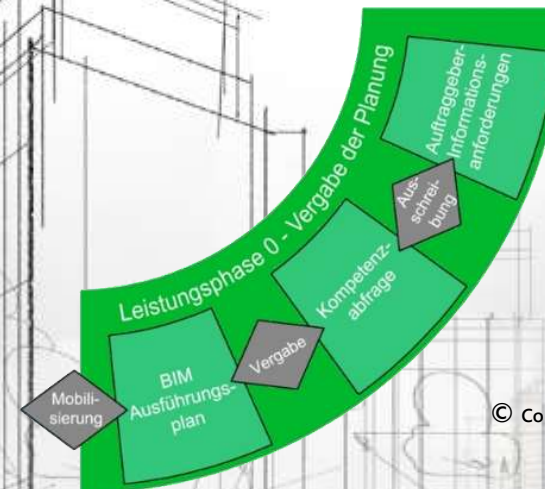 Leistungsphase 0 - Vergabe der Planung
Auftraggeber-
Informations-
anforderungen
Aus-
schrei-
bung
Kompetenz-
abfrage
Vergabe
BIM
Ausführungs-
plan
Mobili-
sierung
© Co